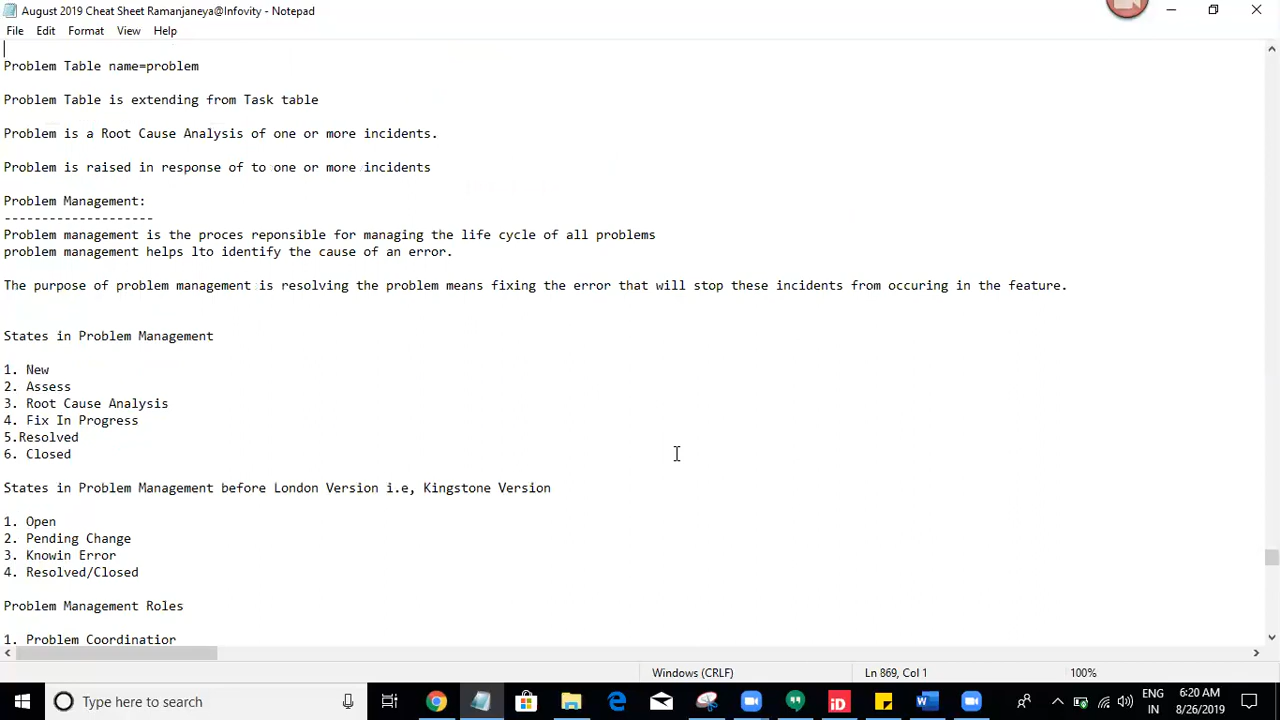 August 2019 Cheat Sheet Ramanjaneya@Infovity - Notepad
File Edit Format View Help
Problem Table name=problem
Problem Table is extending from Task table
Problem is a Root Cause Analysis of one or more incidents.
Problem is raised in response of to one or more incidents
Problem Management:
--------------------
Problem management is the proces reponsible for managing the life cycle of all problems
problem management helps lto identify the cause of an error.
The purpose of problem management is resolving the problem means fixing the error that will stop these incidents from occuring in the feature.
States in Problem Management
1. New
2. Assess
3. Root Cause Analysis
4. Fix In Progress
5.Resolved
6. Closed
States in Problem Management before London Version i.e, Kingstone Version
1. Open
2. Pending Change
3. Knowin Error
4. Resolved/Closed
Problem Management Roles
1. Problem Coordinatior
Windows (CRLF) Ln 869, Col 1 100%
Type here to search
ENG 6:20 AM
IN 8/26/2019